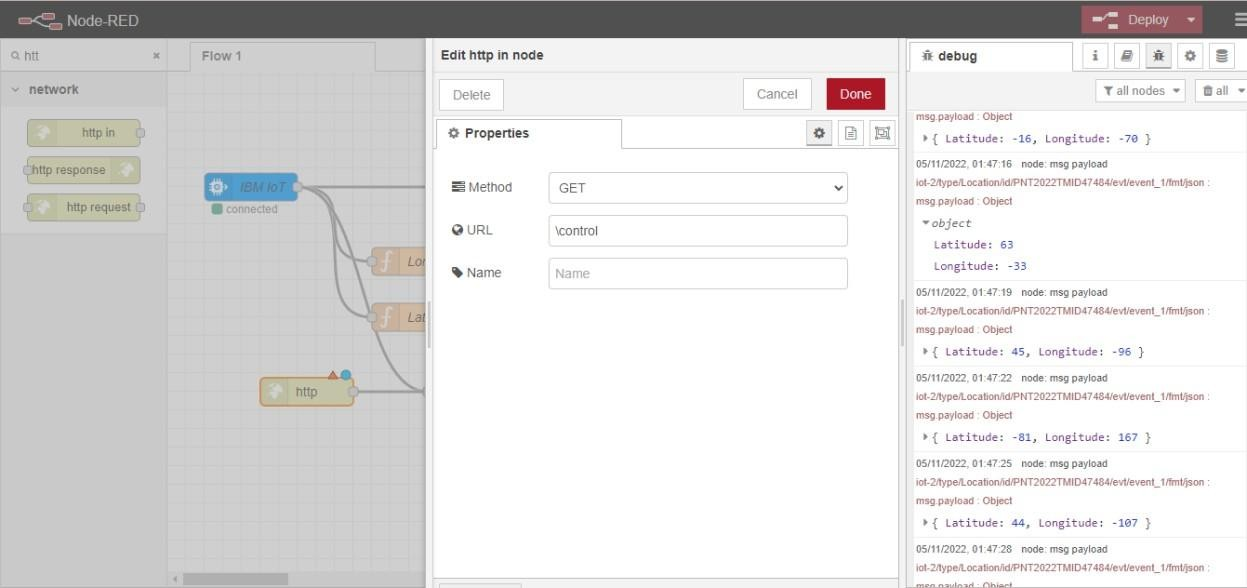 Node-RED
Deploy
htt
Flow 1
Edit http in node
debug
network
Delete
Cancel
Done
all nodes
all
http in
http response
http request
Properties
IBM IoT
connected
Lon
Lat
http
Method
GET
URL
\control
Name
Name
msg.payload : Object
{ Latitude: -16, Longitude: -70 }
05/11/2022, 01:47:16 node: msg payload
iot-2/type/Location/id/PNT2022TMID47484/evt/event_1/fmt/json :
msg.payload : Object
object
Latitude: 63
Longitude: -33
05/11/2022, 01:47:19 node: msg payload
iot-2/type/Location/id/PNT2022TMID47484/evt/event_1/fmt/json :
msg.payload : Object
{ Latitude: 45, Longitude: -96 }
05/11/2022, 01:47:22 node: msg payload
iot-2/type/Location/id/PNT2022TMID47484/evt/event_1/fmt/json :
msg.payload : Object
{ Latitude: -81, Longitude: 167 }
05/11/2022, 01:47:25 node: msg payload
iot-2/type/Location/id/PNT2022TMID47484/evt/event_1/fmt/json :
msg.payload : Object
{ Latitude: 44, Longitude: -107 }
05/11/2022, 01:47:28 node: msg payload
iot-2/type/Location/id/PNT2022TMID47484/evt/event_1/fmt/json :
msg.payload : Object